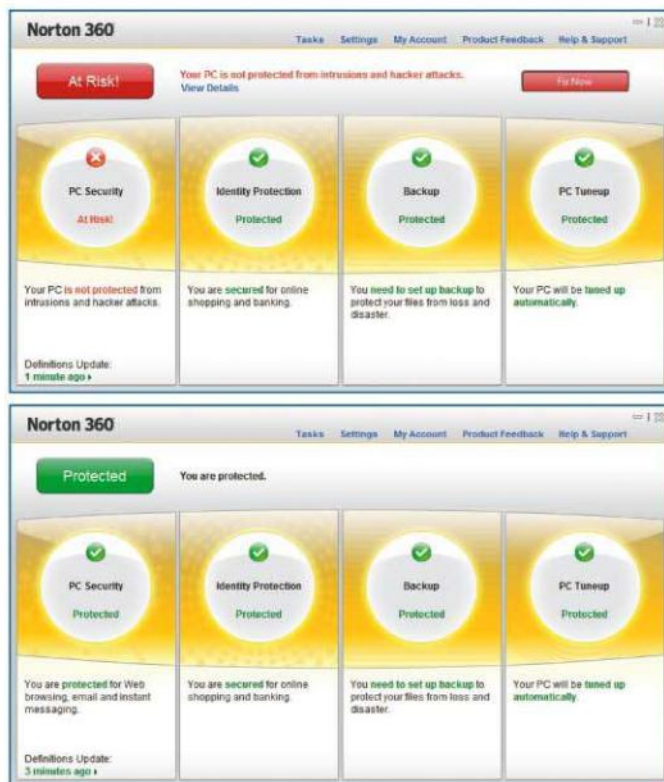 Norton 360
Tasks Settings My Account Product Feedback Help & Support
At Risk!
Your PC is not protected from intrusions and hacker attacks.
View Details
Fix Now
PC Security
At Risk!
Identity Protection
Protected
Backup
Protected
PC Tuneup
Protected
Your PC is not protected from
intrusions and hacker attacks.
Definitions Update:
1 minute ago
You are secured for online
shopping and banking.
You need to set up backup to
protect your files from loss and
disaster.
Your PC will be tuned up
automatically.
Norton 360
Tasks Settings My Account Product Feedback Help & Support
Protected
You are protected.
PC Security
Protected
Identity Protection
Protected
Backup
Protected
PC Tuneup
Protected
You are protected for Web
browsing, email and instant
messaging.
Definitions Update:
3 minutes ago
You are secured for online
shopping and banking.
You need to set up backup to
protect your files from loss and
disaster.
Your PC will be tuned up
automatically.